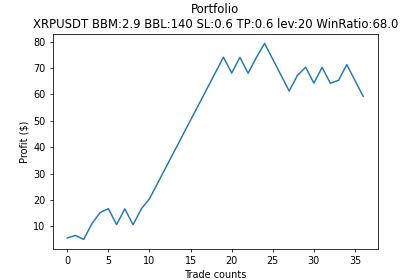 Portfolio
XRPUSDT BBM:2.9 BBL:140 SL:0.6 TP:0.6 lev:20 WinRatio:68.0
80
70
60
50
40
30
20
10
Profit ($)
0 5 10 15 20 25 30 35
Trade counts